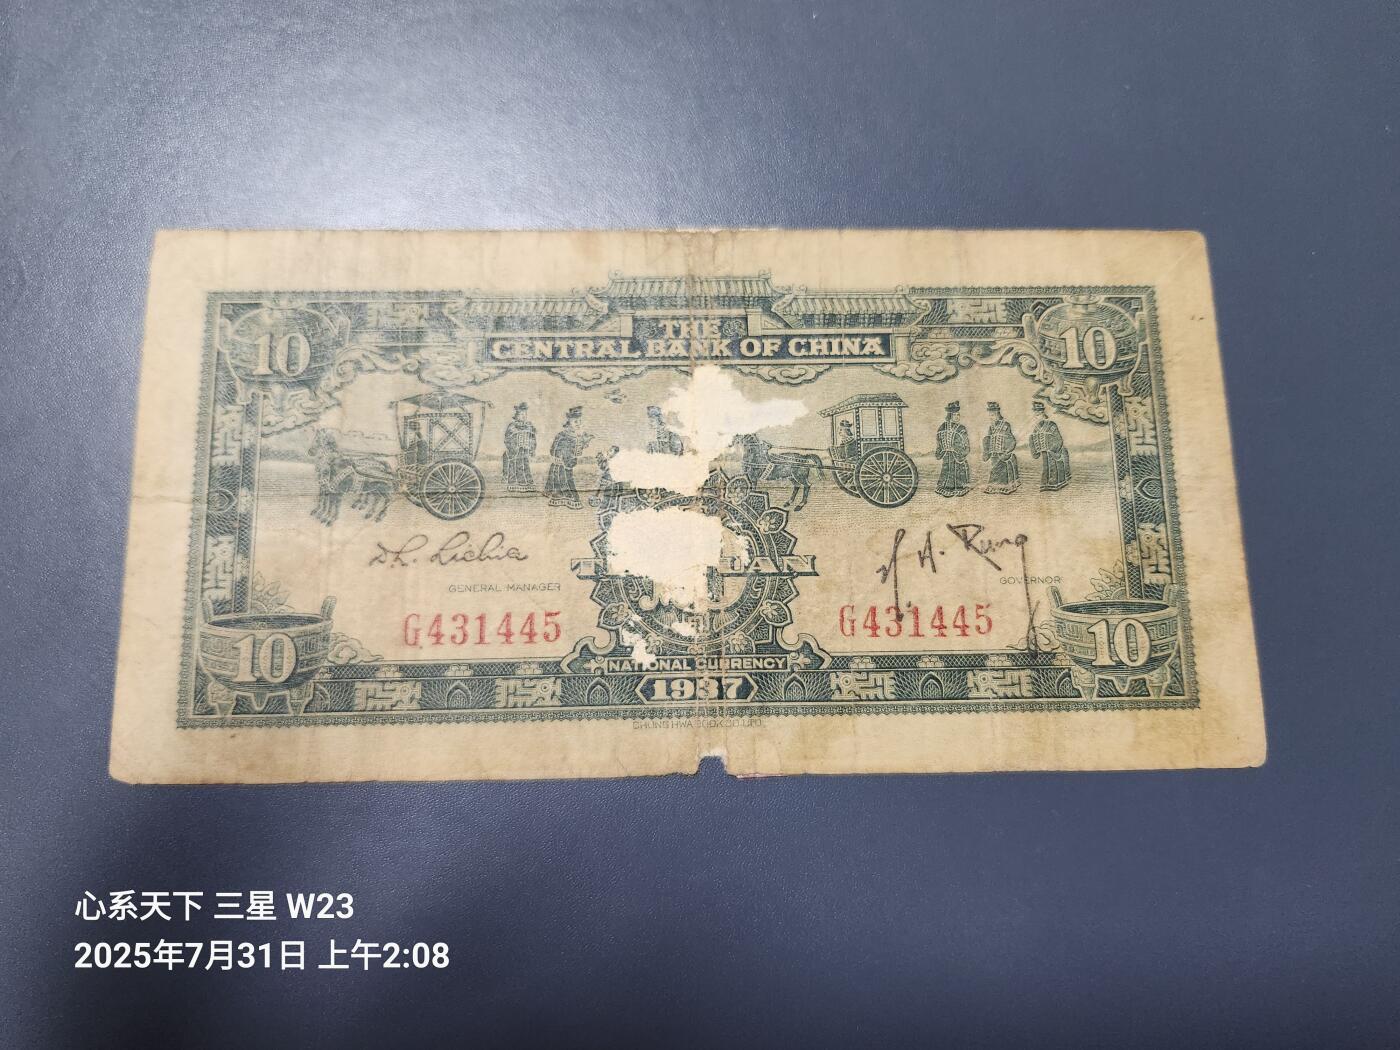 THE
CENTRAL BANK OF CHINA
10 10
GENERAL MANAGER
GOVERNOR
G431445 G431445
10 10
NATIONAL CURRENCY
1937
心系天下 三星 W23
2025年7月31日 上午2:08